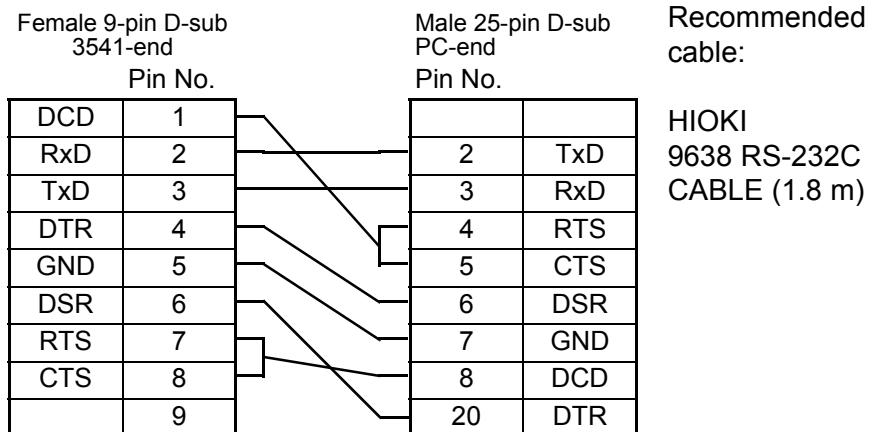 Female 9-pin D-sub
3541-end
Pin No.
Male 25-pin D-sub
PC-end
Pin No.
Recommended
cable:
HIOKI
9638 RS-232C
CABLE (1.8 m)
DCD 1
RxD 2 2 TxD
TxD 3 3 RxD
DTR 4 4 RTS
GND 5 5 CTS
DSR 6 6 DSR
RTS 7 7 GND
CTS 8 8 DCD
9 20 DTR